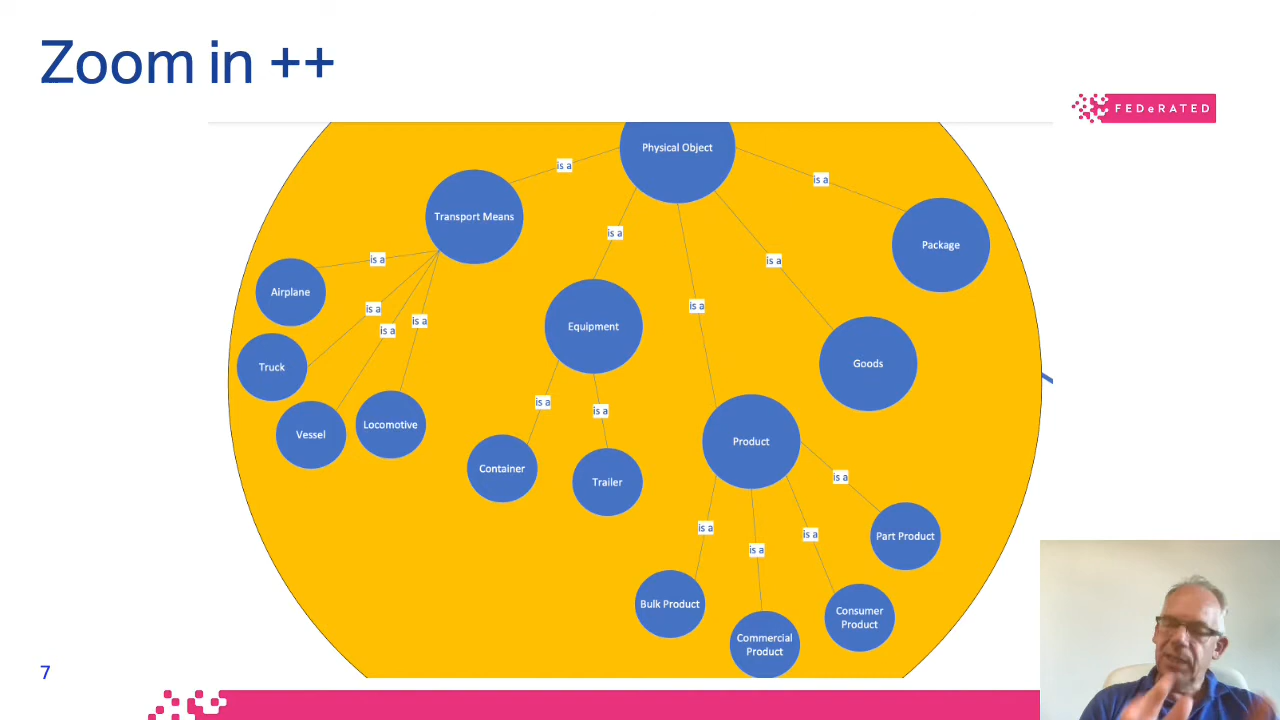 Zoom in ++
FEDeRATED
Physical Object
is a
is a
Transport Means
is a
Package
is a
is a
is a
Airplane
is a
is a
is a
is a
Equipment
Truck
Goods
is a
is a
Locomotive
Vessel
Product
Container
Trailer
is a
is a
is a
is a
Part Product
Bulk Product
Consumer
Product
Commercial
Product
7